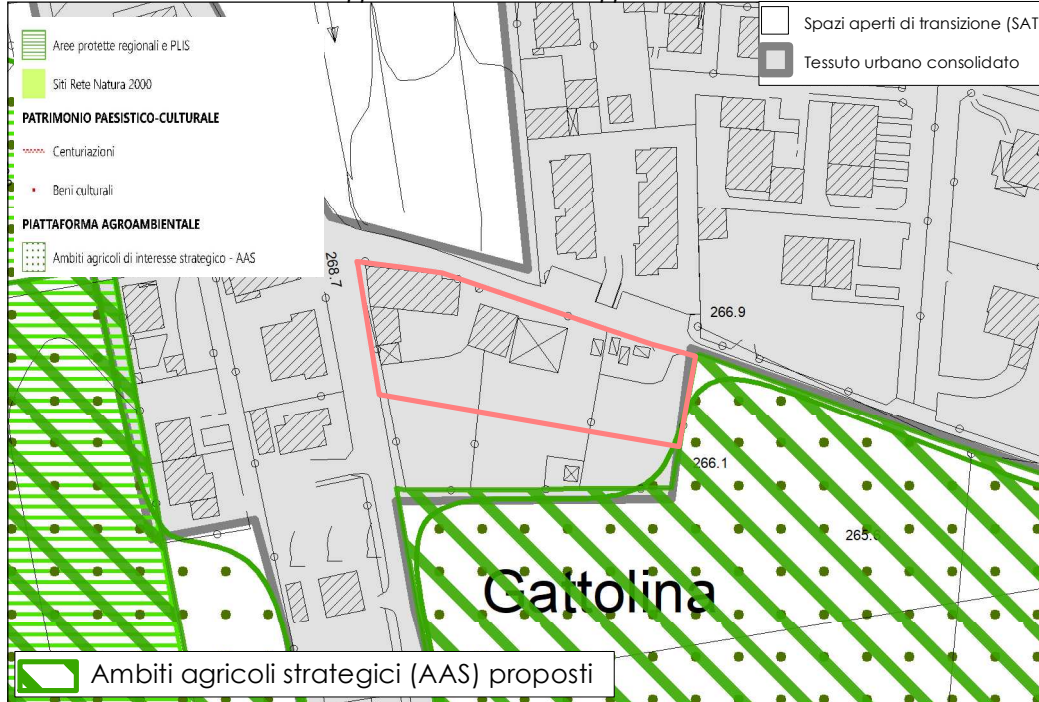 Aree protette regionali e PLIS
Siti Rete Natura 2000
PATRIMONIO PAESISTICO-CULTURALE
Centuriazioni
Beni culturali
PIATTAFORMA AGROAMBIENTALE
Ambiti agricoli di interesse strategico - AAS
Spazi aperti di transizione (SAT
Tessuto urbano consolidato
268.7
266.9
266.1
265.
Gattolina
Ambiti agricoli strategici (AAS) proposti